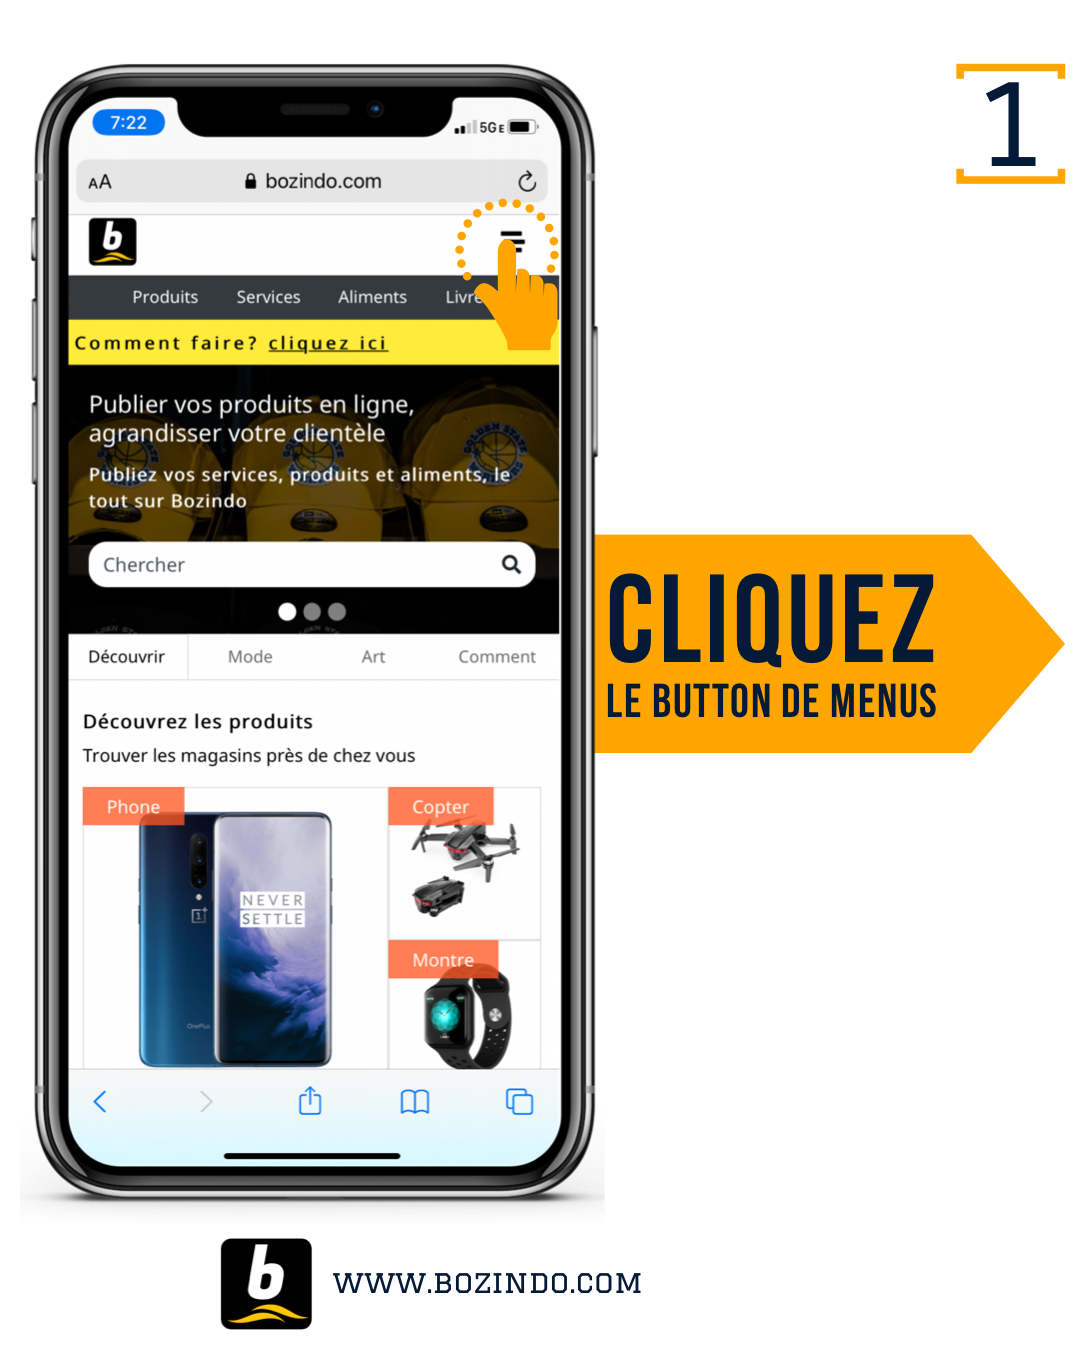 1
7:22
5GE
AA
bozindo.com
b
Produits Services Aliments Livre
Comment faire? cliquez ici
Publier vos produits en ligne,
agrandisser votre clientèle
Publiez vos services, produits et aliments, le
tout sur Bozindo
Chercher
Découvrir Mode Art Comment
Découvrez les produits
Trouver les magasins près de chez vous
Phone
Copter
NEVER
SETTLE
OnePlus
Montre
CLIQUEZ
LE BUTTON DE MENUS
b
WWW.BOZINDO.COM